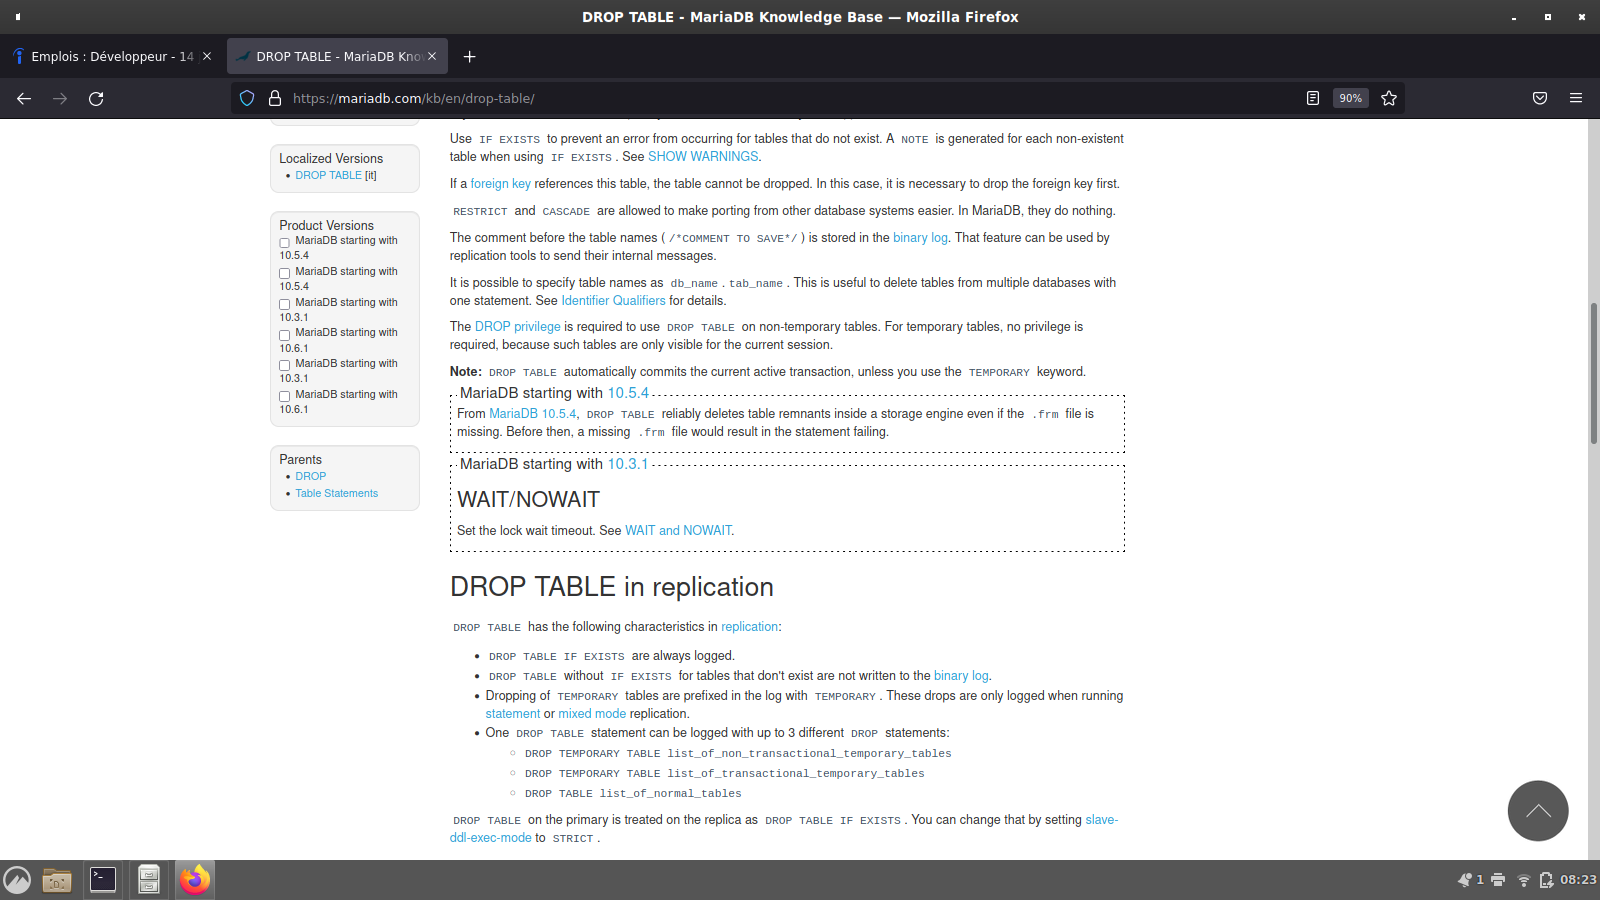 DROP TABLE - MariaDB Knowledge Base — Mozilla Firefox
Emplois : Développeur - 14
DROP TABLE - MariaDB Kno
https://mariadb.com/kb/en/drop-table/
90%
Localized Versions
DROP TABLE [it]
Product Versions
MariaDB starting with
10.5.4
MariaDB starting with
10.5.4
MariaDB starting with
10.3.1
MariaDB starting with
10.6.1
MariaDB starting with
10.3.1
MariaDB starting with
10.6.1
Parents
DROP
Table Statements
Use IF EXISTS to prevent an error from occurring for tables that do not exist. A NOTE is generated for each non-existent
table when using IF EXISTS. See SHOW WARNINGS.
If a foreign key references this table, the table cannot be dropped. In this case, it is necessary to drop the foreign key first.
RESTRICT and CASCADE are allowed to make porting from other database systems easier. In MariaDB, they do nothing.
The comment before the table names ( /*COMMENT TO SAVE*/ ) is stored in the binary log. That feature can be used by
replication tools to send their internal messages.
It is possible to specify table names as db_name . tab_name . This is useful to delete tables from multiple databases with
one statement. See Identifier Qualifiers for details.
The DROP privilege is required to use DROP TABLE on non-temporary tables. For temporary tables, no privilege is
required, because such tables are only visible for the current session.
Note: DROP TABLE automatically commits the current active transaction, unless you use the TEMPORARY keyword.
MariaDB starting with 10.5.4
From MariaDB 10.5.4, DROP TABLE reliably deletes table remnants inside a storage engine even if the .frm file is
missing. Before then, a missing .frm file would result in the statement failing.
MariaDB starting with 10.3.1
WAIT/NOWAIT
Set the lock wait timeout. See WAIT and NOWAIT.
DROP TABLE in replication
DROP TABLE has the following characteristics in replication:
DROP TABLE IF EXISTS are always logged.
DROP TABLE without IF EXISTS for tables that don't exist are not written to the binary log.
Dropping of TEMPORARY tables are prefixed in the log with TEMPORARY . These drops are only logged when running
statement or mixed mode replication.
One DROP TABLE statement can be logged with up to 3 different DROP statements:
DROP TEMPORARY TABLE list_of_non_transactional_temporary_tables
DROP TEMPORARY TABLE list_of_transactional_temporary_tables
DROP TABLE list_of_normal_tables
DROP TABLE on the primary is treated on the replica as DROP TABLE IF EXISTS . You can change that by setting slave-
ddl-exec-mode to STRICT .
1
08:23